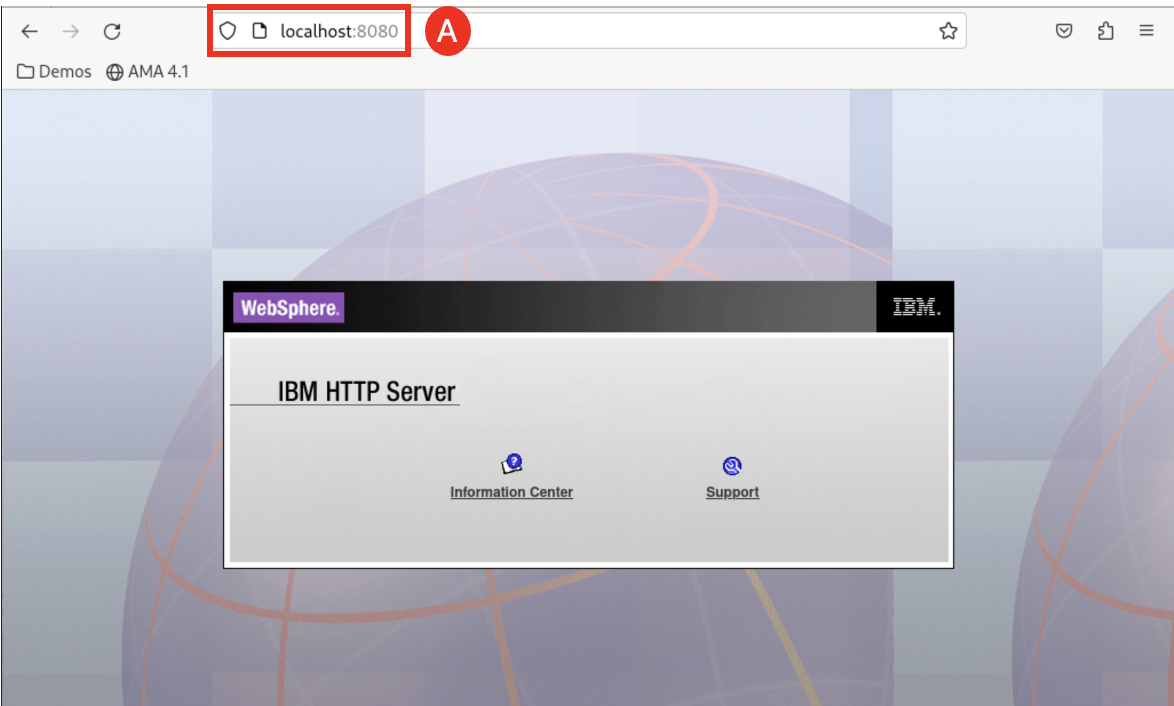 localhost:8080
A
Demos
AMA 4.1
WebSphere.
IBM.
IBM HTTP Server
Information Center
Support